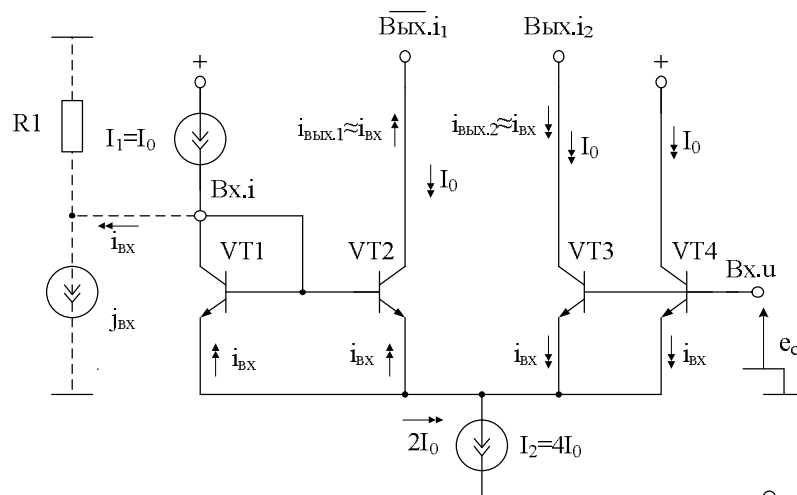 Вых.i₁
Вых.i₂
+
+
R1
I₁=I₀
iвых.1≈iвх
iвых.2≈iвх
I₀
I₀
I₀
Вх.i
iвх
VT1
VT2
VT3
VT4
Вх.u
jвх
iвх
iвх
iвх
iвх
eс
2I₀
I₂=4I₀